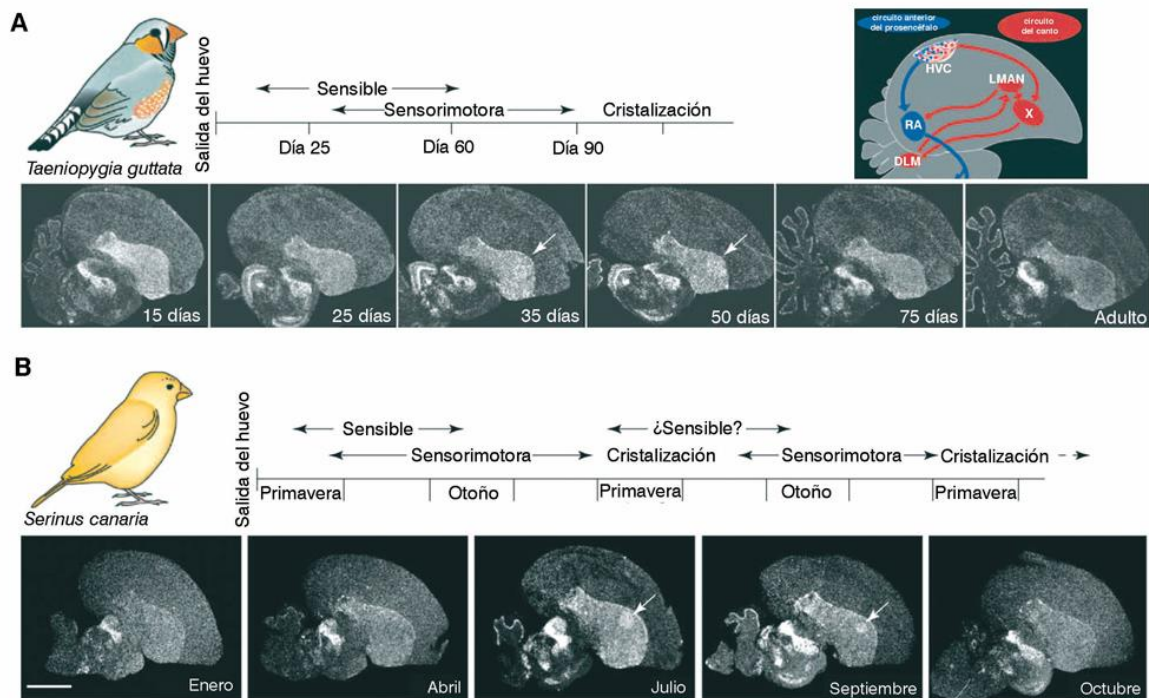 A
Taeniopygia guttata
Salida del huevo
Sensible
Sensorimotora
Cristalización
Día 25
Día 60
Día 90
circuito anterior
del prosencéfalo
circuito
del canto
HVC
LMAN
X
RA
DLM
15 días
25 días
35 días
50 días
75 días
Adulto
B
Serinus canaria
Salida del huevo
Sensible
¿Sensible?
Sensorimotora
Cristalización
Sensorimotora
Cristalización
Primavera
Otoño
Primavera
Otoño
Primavera
Enero
Abril
Julio
Septiembre
Octubre